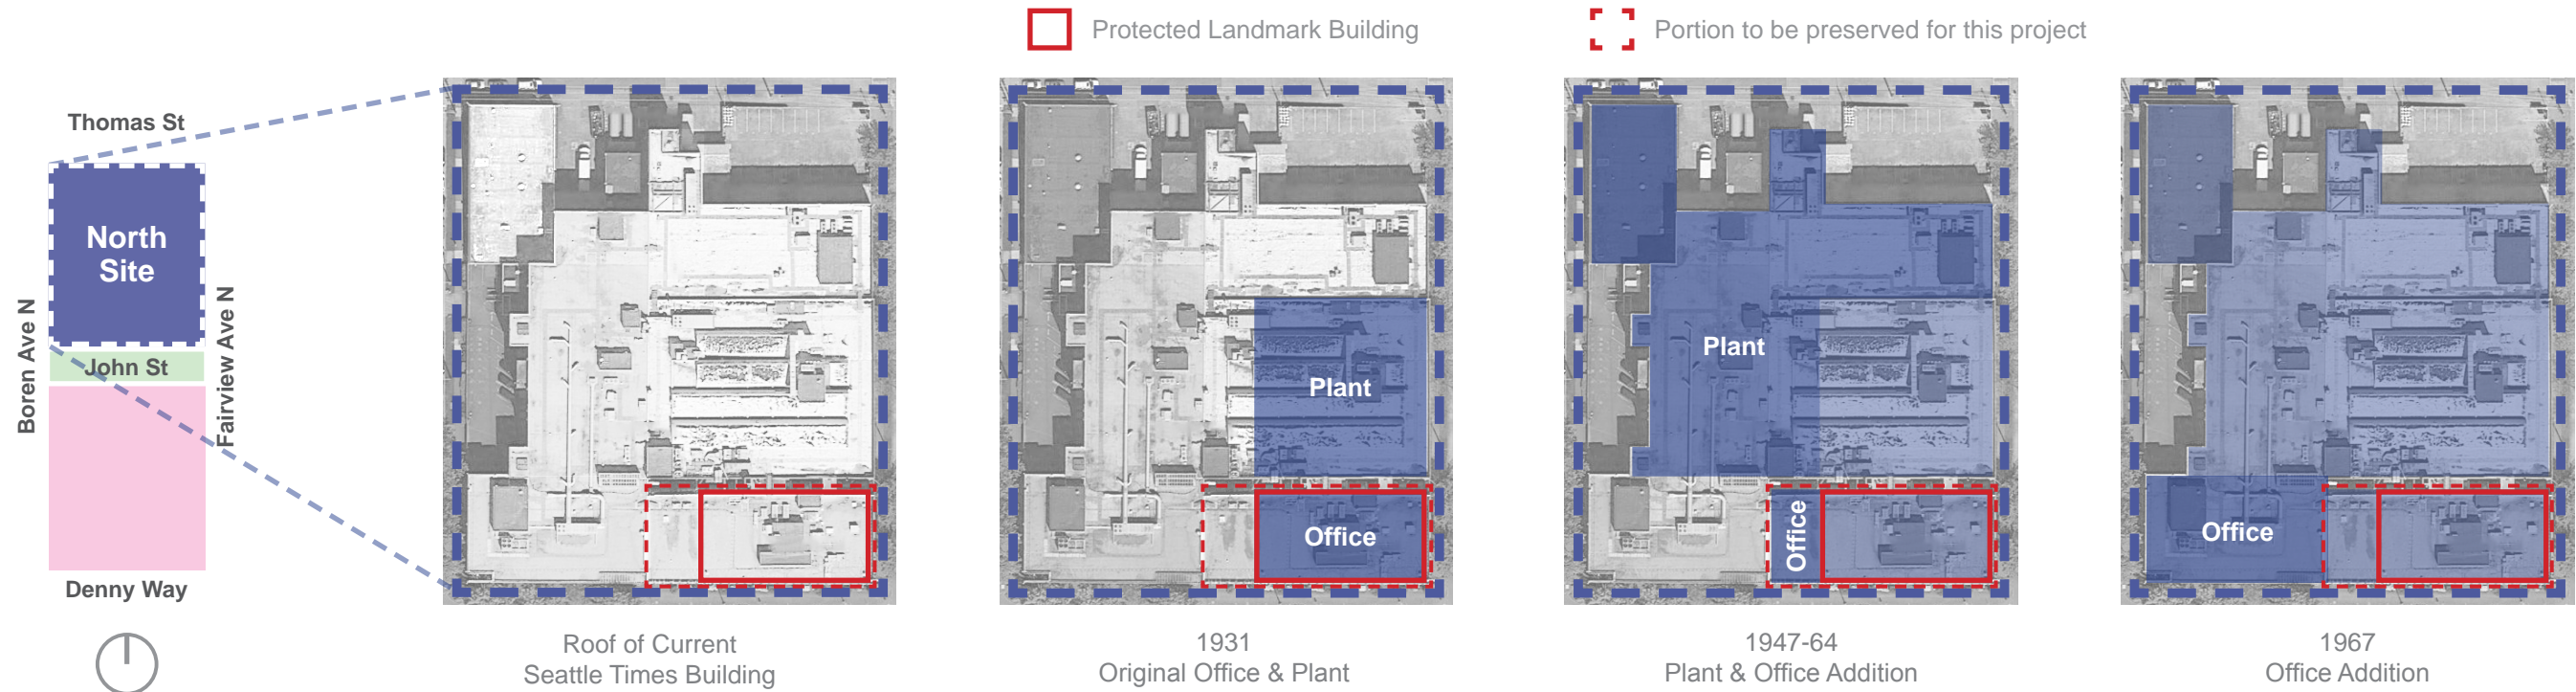 Protected Landmark Building
Portion to be preserved for this project
Thomas St
North
Site
Boren Ave N
Fairview Ave N
John St
Denny Way
Roof of Current
Seattle Times Building
Plant
Office
1931
Original Office & Plant
Plant
Office
1947-64
Plant & Office Addition
Office
1967
Office Addition